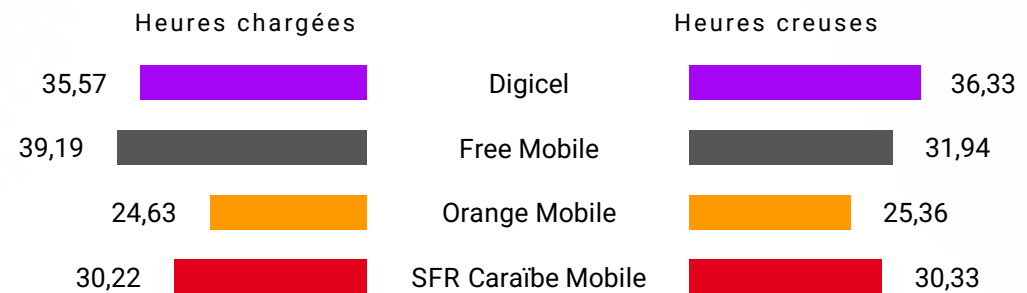 Heures chargées Heures creuses
35,57 Digicel 36,33
39,19 Free Mobile 31,94
24,63 Orange Mobile 25,36
30,22 SFR Caraïbe Mobile 30,33